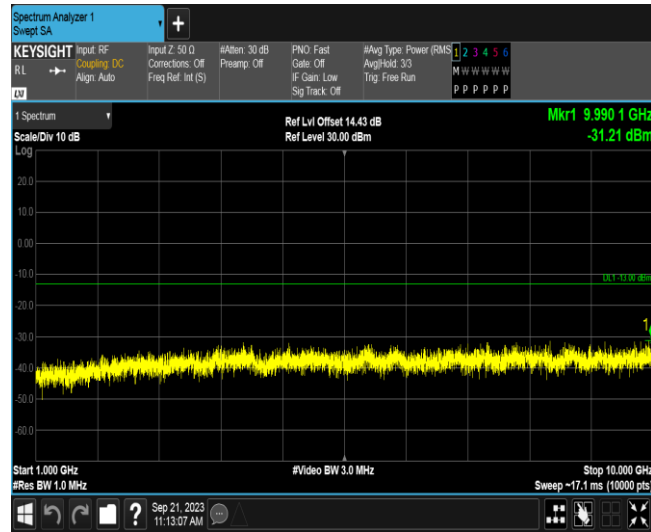 Spectrum Analyzer 1
Swept SA
+
KEYSIGHT
RL
LXI
Input: RF
Coupling: DC
Align: Auto
Input Z: 50 Ω
Corrections: Off
Freq Ref: Int (S)
#Atten: 30 dB
Preamp: Off
PNO: Fast
Gate: Off
IF Gain: Low
Sig Track: Off
#Avg Type: Power (RMS
Avg|Hold: 3/3
Trig: Free Run
1 2 3 4 5 6
M W W W W W
P P P P P P
1 Spectrum
Scale/Div 10 dB
Ref Lvl Offset 14.43 dB
Ref Level 30.00 dBm
Mkr1 9.990 1 GHz
-31.21 dBm
Log
20.0
10.0
0.00
-10.0
DL1 -13.00 dBm
-20.0
1
-30.0
-40.0
-50.0
-60.0
Start 1.000 GHz
#Video BW 3.0 MHz
Stop 10.000 GHz
#Res BW 1.0 MHz
Sweep ~17.1 ms (10000 pts)
?
Sep 21, 2023
11:13:07 AM